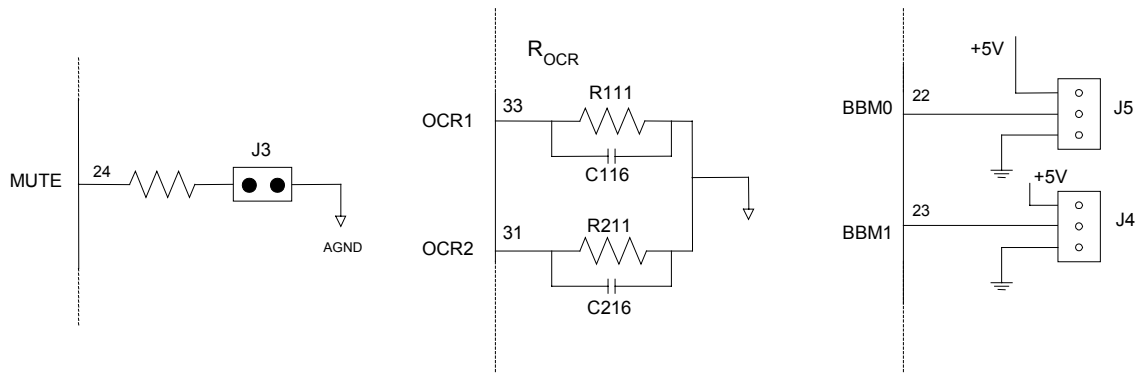 MUTE
24
J3
AGND
R_OCR
OCR1
33
R111
C116
OCR2
31
R211
C216
+5V
BBM0
22
J5
+5V
BBM1
23
J4